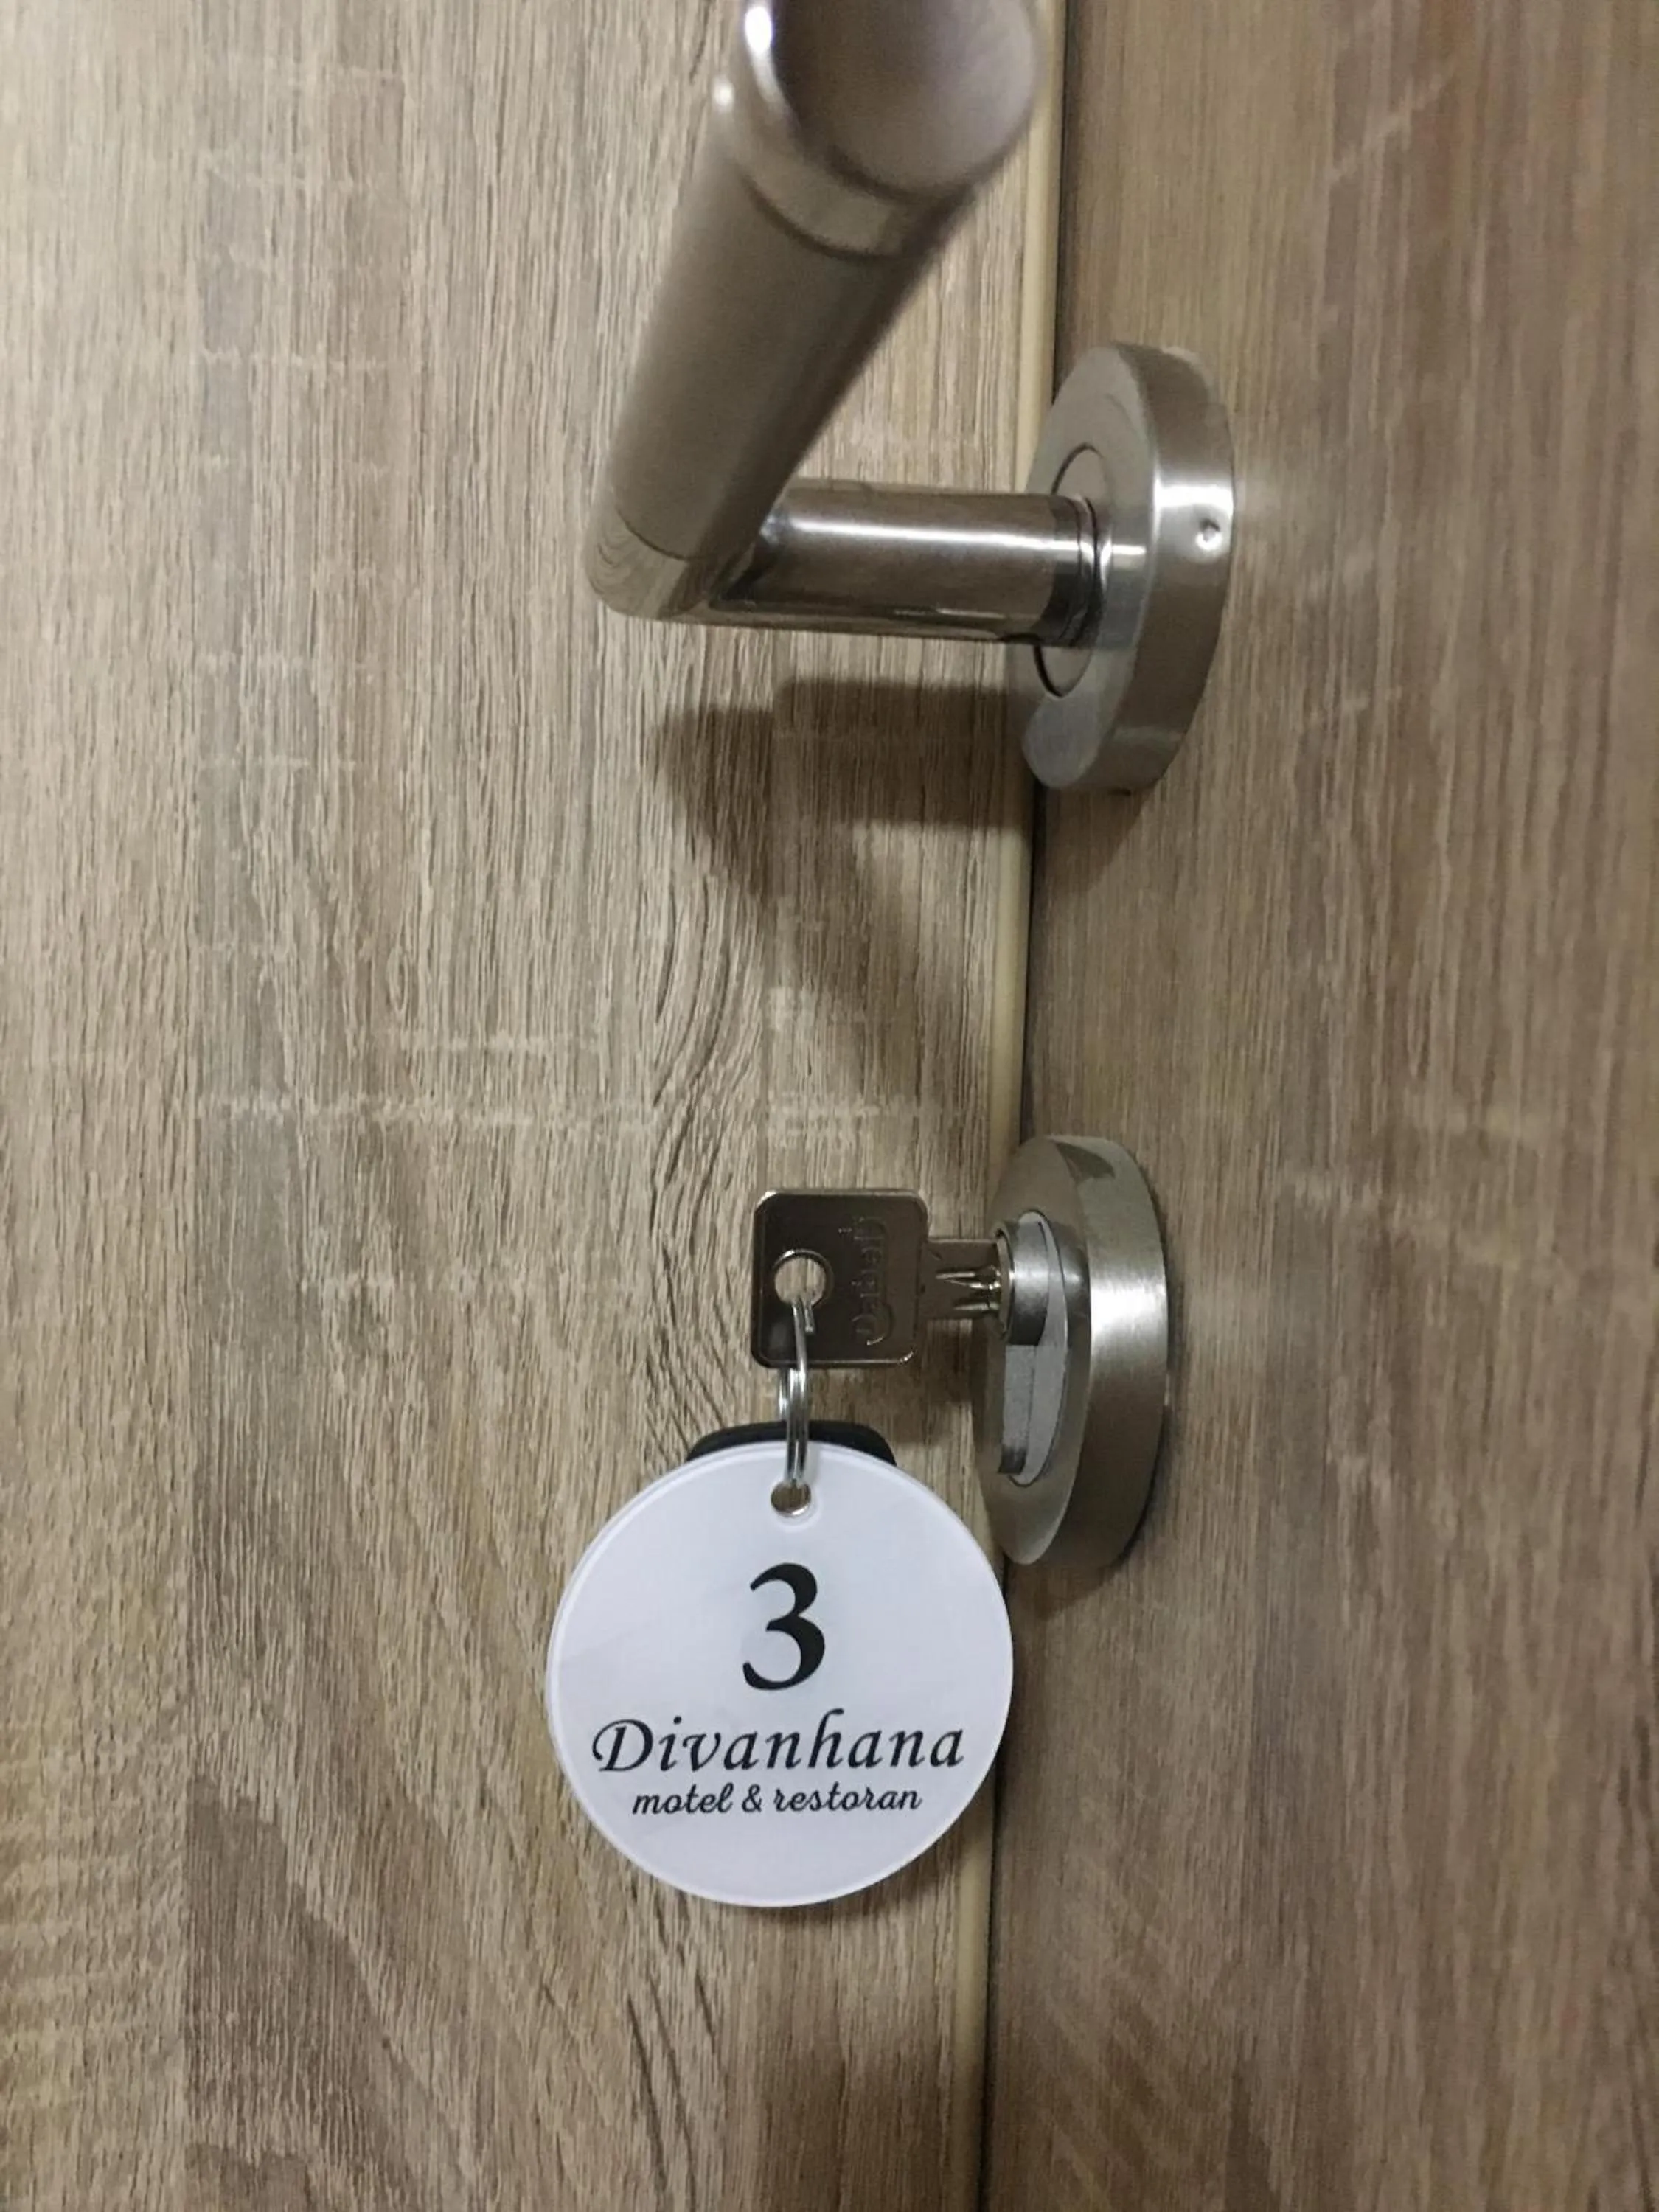 3
Divanhana
motel & restoran